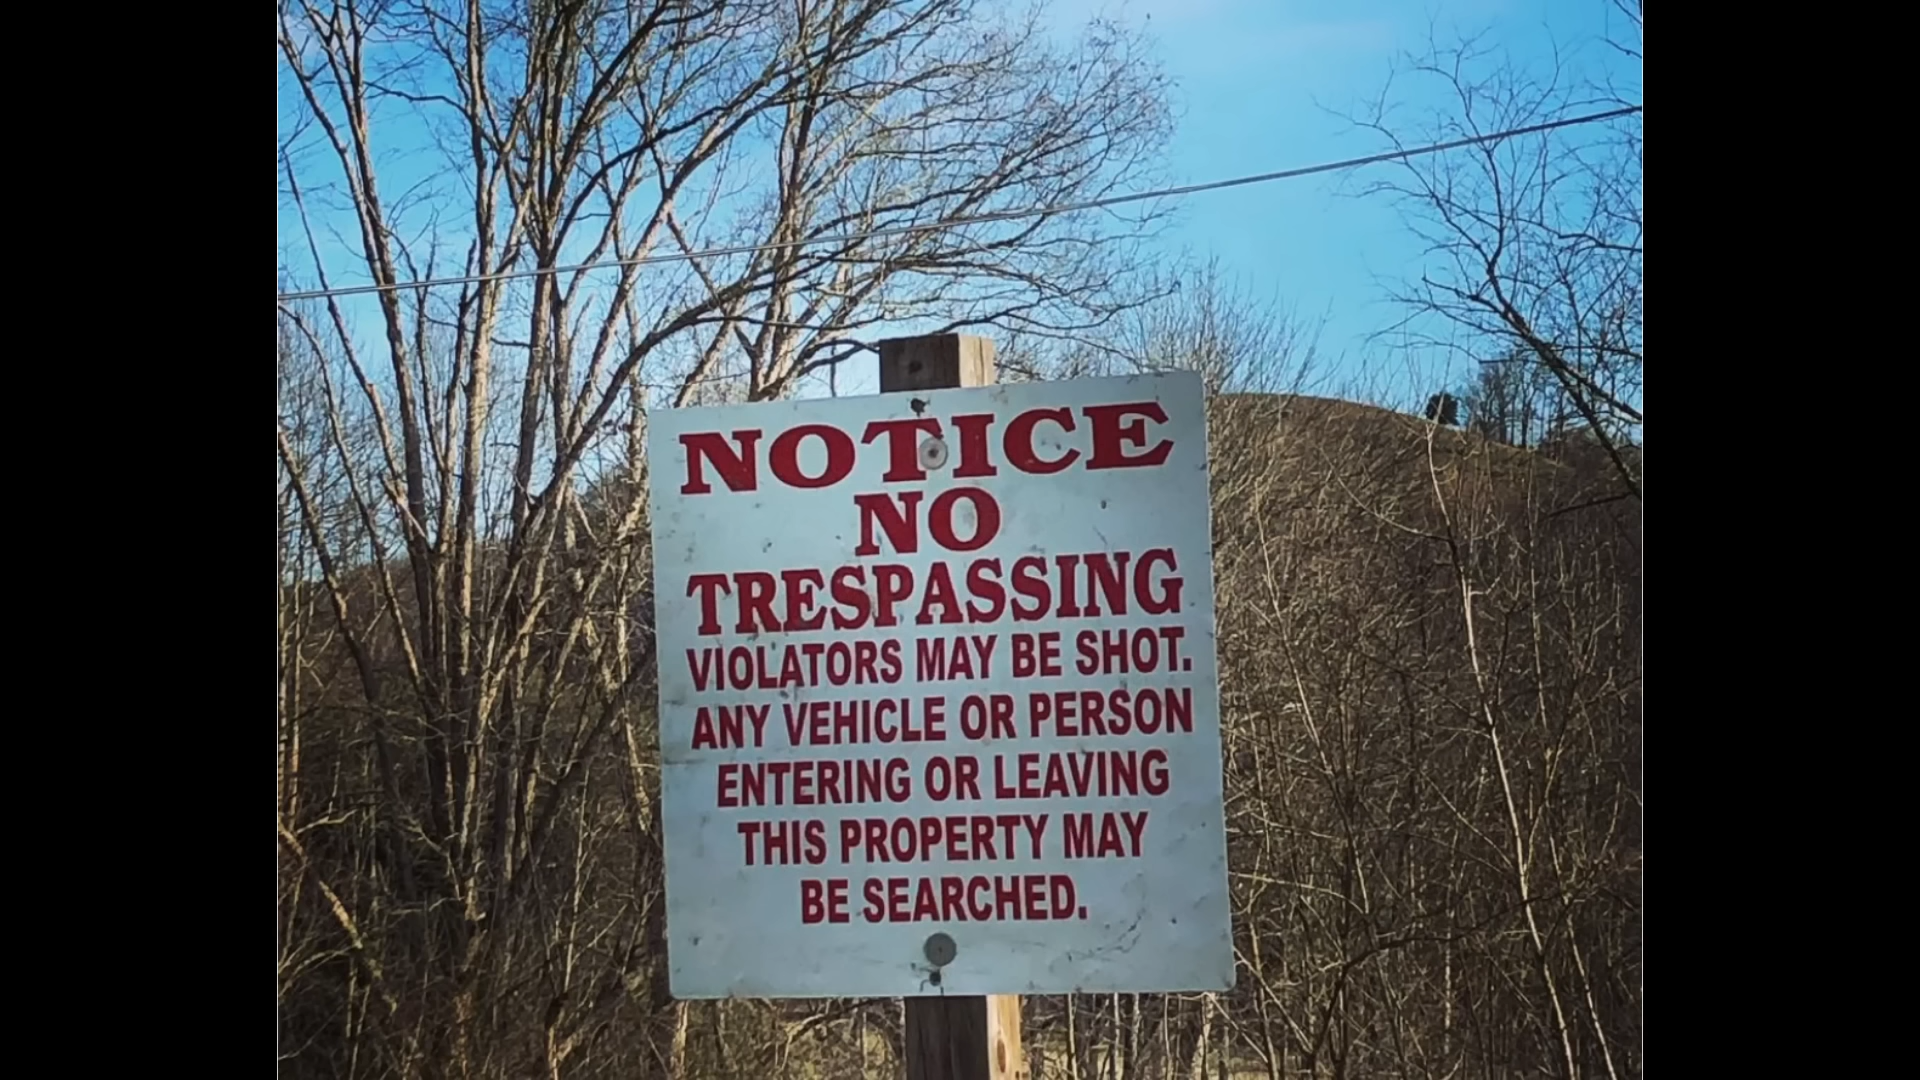 NOTICE
NO
TRESPASSING
VIOLATORS MAY BE SHOT.
ANY VEHICLE OR PERSON
ENTERING OR LEAVING
THIS PROPERTY MAY
BE SEARCHED.